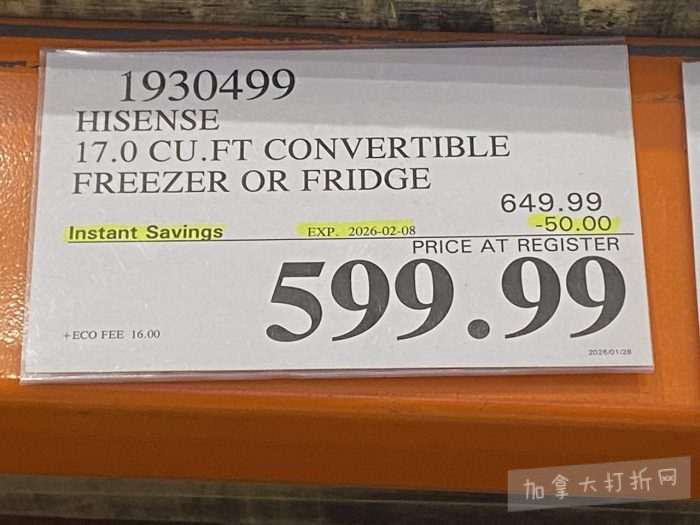 1930499
HISENSE
17.0 CU.FT CONVERTIBLE
FREEZER OR FRIDGE
649.99
Instant Savings EXP. 2026-02-08 -50.00
PRICE AT REGISTER
599.99
+ECO FEE 16.00
2026/01/28
加拿大打折网